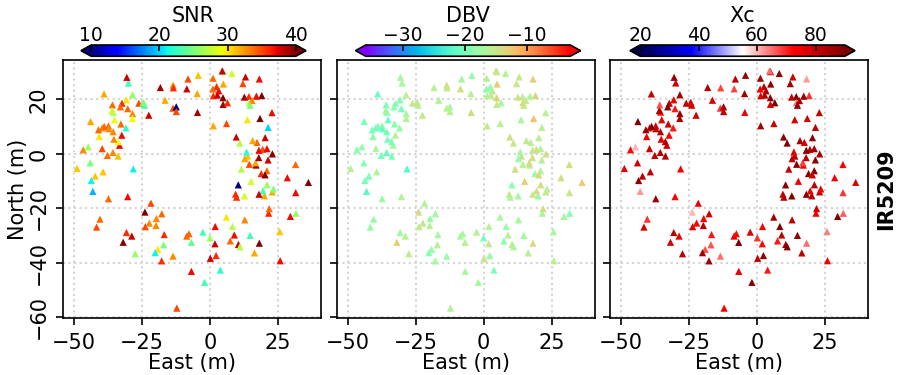 SNR DBV Xc
10 20 30 40 −30 −20 −10 20 40 60 80
20
0
−20
−40
−60
North (m)
IR5209
−50 −25 0 25 −50 −25 0 25 −50 −25 0 25
East (m) East (m) East (m)